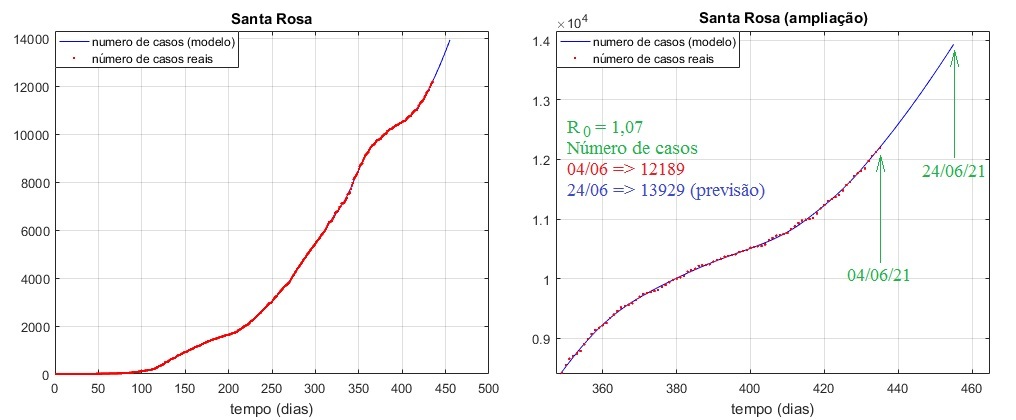 Santa Rosa
numero de casos (modelo)
número de casos reais
14000
12000
10000
8000
6000
4000
2000
0
0 50 100 150 200 250 300 350 400 450 500
tempo (dias)
Santa Rosa (ampliação)
×10⁴
numero de casos (modelo)
número de casos reais
1.4
1.3
1.2
1.1
1
0.9
R₀ = 1,07
Número de casos
04/06 => 12189
24/06 => 13929 (previsão)
24/06/21
04/06/21
360 380 400 420 440 460
tempo (dias)